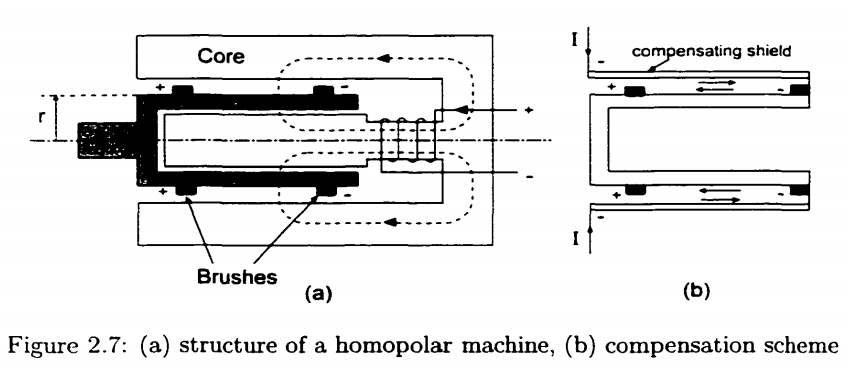 Core
compensating shield
I
-
+ -
+ -
r
+
-
+ -
+ -
-
I
Brushes
(a)
(b)
Figure 2.7: (a) structure of a homopolar machine, (b) compensation scheme